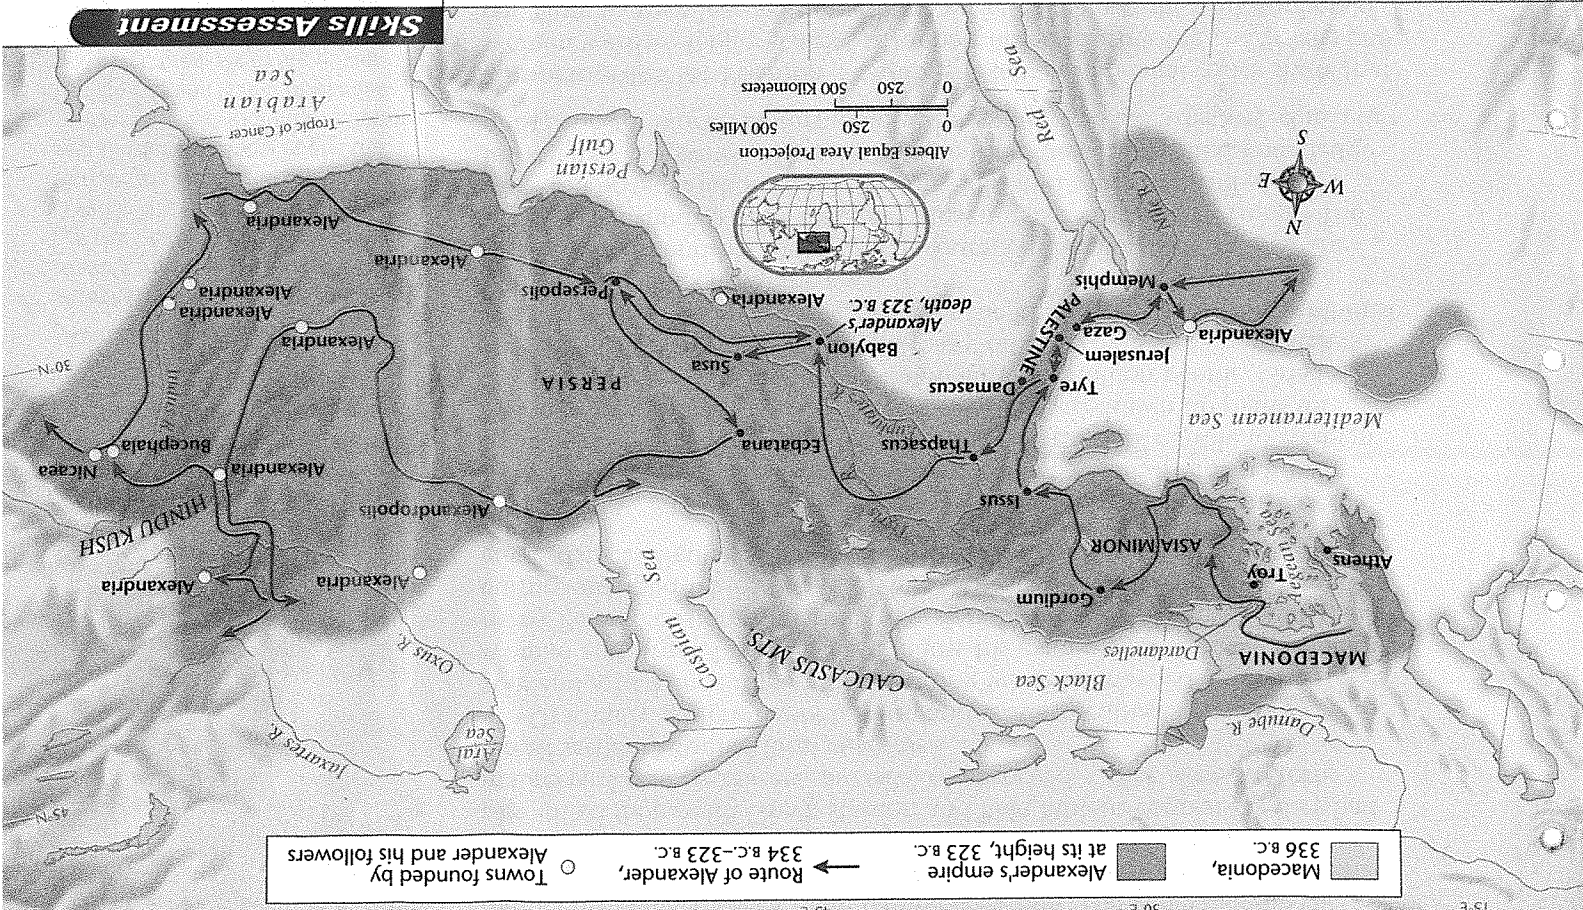 Macedonia,
336 B.C.
Alexander's empire
at its height, 323 B.C.
Route of Alexander,
334 B.C.–323 B.C.
Towns founded by
Alexander and his followers
45°N
Danube R.
Aral
Sea
Jaxartes R.
Black Sea
CAUCASUS MTS.
Caspian
Sea
Oxus R.
MACEDONIA
Dardanelles
Gordium
Troy
Athens
Aegean Sea
ASIA MINOR
Alexandria
Alexandria
HINDU KUSH
Issus
Tigris R.
Alexandropolis
Alexandria
Bucephala
Nicaea
Thapsacus
Ecbatana
Mediterranean Sea
Euphrates R.
Tyre
Damascus
PERSIA
Indus R.
30°N
Jerusalem
Gaza
PALESTINE
Susa
Babylon
Alexander's
death, 323 B.C.
Alexandria
Alexandria
Alexandria
Alexandria
Alexandria
Memphis
Persepolis
Alexandria
Alexandria
Nile R.
N
W
E
S
Persian
Gulf
Albers Equal Area Projection
0
250
500 Miles
0
250
500 Kilometers
Red
Sea
Tropic of Cancer
Arabian
Sea
Skills Assessment